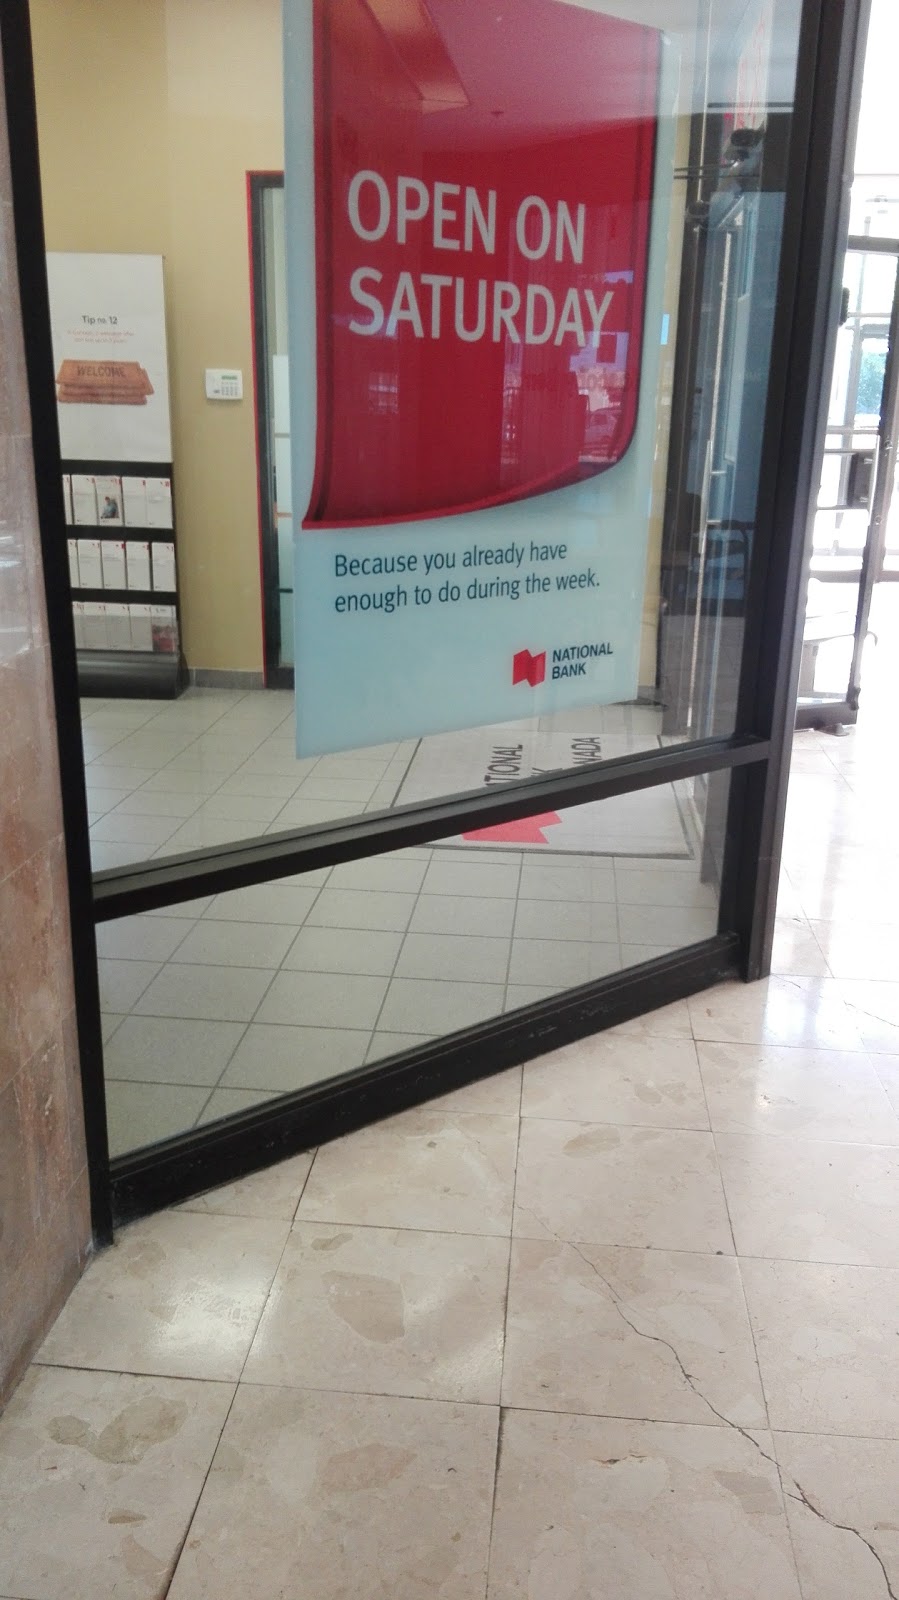 OPEN ON
SATURDAY
Because you already have
enough to do during the week.
NATIONAL
BANK
Tip no. 12
WELCOME